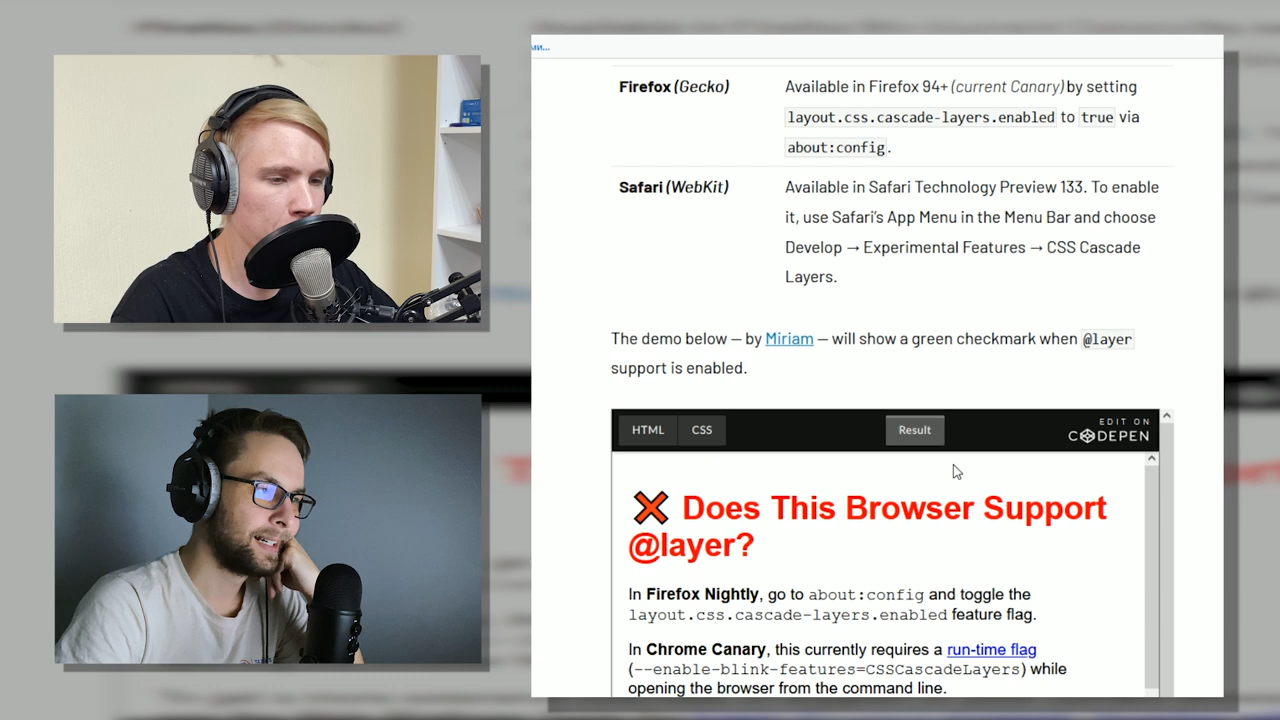 ми...
Firefox (Gecko)
Available in Firefox 94+ (current Canary) by setting
layout.css.cascade-layers.enabled to true via
about:config.
Safari (WebKit)
Available in Safari Technology Preview 133. To enable
it, use Safari’s App Menu in the Menu Bar and choose
Develop → Experimental Features → CSS Cascade
Layers.
The demo below — by Miriam — will show a green checkmark when @layer
support is enabled.
HTML CSS Result EDIT ON
CODEPEN
❌ Does This Browser Support
@layer?
In Firefox Nightly, go to about:config and toggle the
layout.css.cascade-layers.enabled feature flag.
In Chrome Canary, this currently requires a run-time flag
(--enable-blink-features=CSSCascadeLayers) while
opening the browser from the command line.